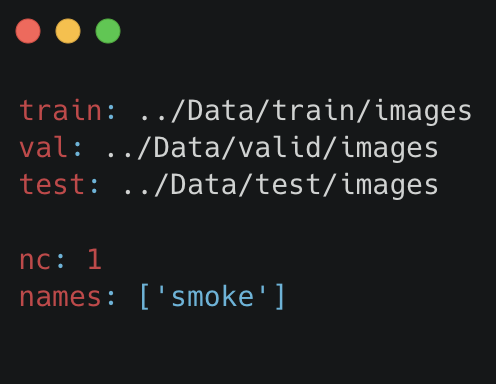 train: ../Data/train/images
val: ../Data/valid/images
test: ../Data/test/images
nc: 1
names: ['smoke']